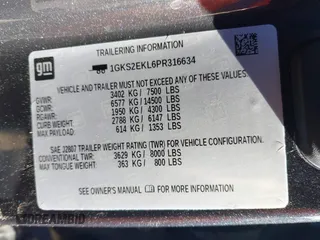 TRAILERING INFORMATION
gm
1GKS2EKL6PR316634
VEHICLE AND TRAILER MUST NOT EXCEED ANY OF THESE
GVWR: 3402 KG/ 7500 LBS
GCWR: 6577 KG/14500 LBS
RGAWR: 1950 KG/ 4300 LBS
CURB WEIGHT: 2788 KG/ 6147 LBS
MAX PAYLOAD: 614 KG/ 1353 LBS
SAE J2807 TRAILER WEIGHT RATING (TWR) FOR VEHICLE CONFIGURATION.
CONVENTIONAL TWR: 3629 KG/ 8000 LBS
MAX TONGUE WEIGHT: 363 KG/ 800 LBS
SEE OWNER'S MANUAL FOR MORE INFORMATION
DREAMBID